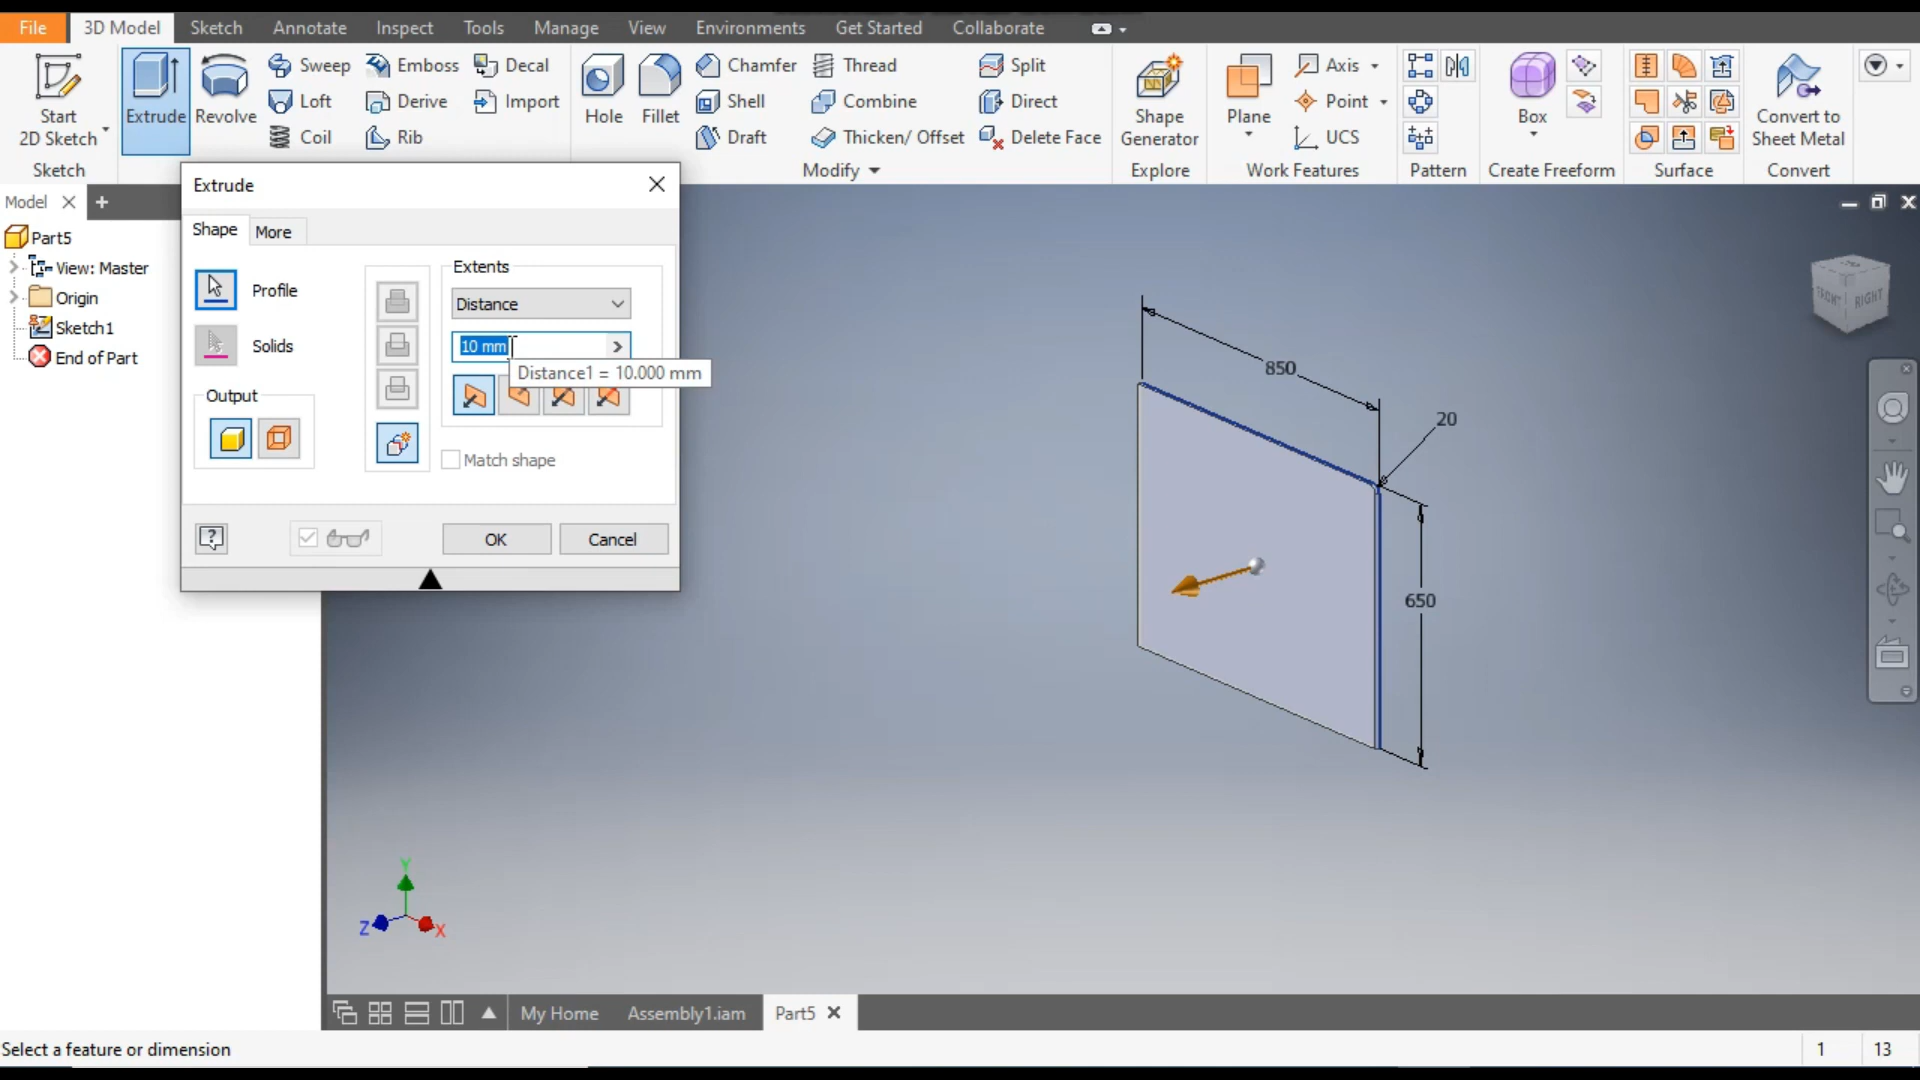 File 3D Model Sketch Annotate Inspect Tools Manage View Environments Get Started Collaborate
Start 2D Sketch
Extrude
Revolve
Sweep
Loft
Coil
Emboss
Derive
Rib
Decal
Import
Hole
Fillet
Chamfer
Shell
Draft
Thread
Combine
Thicken/ Offset
Split
Direct
Delete Face
Shape Generator
Plane
Axis
Point
UCS
Box
Convert to Sheet Metal
Sketch Modify Explore Work Features Pattern Create Freeform Surface Convert
Model
Part5
View: Master
Origin
Sketch1
End of Part
Extrude
Shape More
Profile
Solids
Output
Extents
Distance
10 mm
Distance1 = 10.000 mm
Match shape
OK Cancel
850
20
650
FRONT RIGHT
Y
Z
X
My Home Assembly1.iam Part5
Select a feature or dimension
1 13